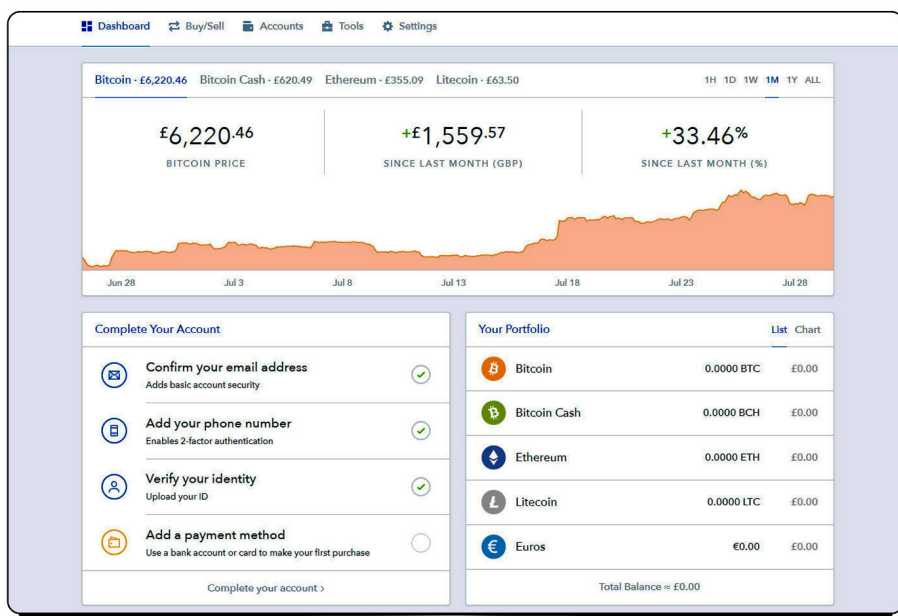 Dashboard Buy/Sell Accounts Tools Settings
Bitcoin · £6,220.46 Bitcoin Cash · £620.49 Ethereum · £355.09 Litecoin · £63.50 1H 1D 1W 1M 1Y ALL
£6,220.46 +£1,559.57 +33.46%
BITCOIN PRICE SINCE LAST MONTH (GBP) SINCE LAST MONTH (%)
Jun 28 Jul 3 Jul 8 Jul 13 Jul 18 Jul 23 Jul 28
Complete Your Account
Confirm your email address
Adds basic account security
Add your phone number
Enables 2-factor authentication
Verify your identity
Upload your ID
Add a payment method
Use a bank account or card to make your first purchase
Complete your account ›
Your Portfolio List Chart
Bitcoin 0.0000 BTC £0.00
Bitcoin Cash 0.0000 BCH £0.00
Ethereum 0.0000 ETH £0.00
Litecoin 0.0000 LTC £0.00
Euros €0.00 £0.00
Total Balance ≈ £0.00